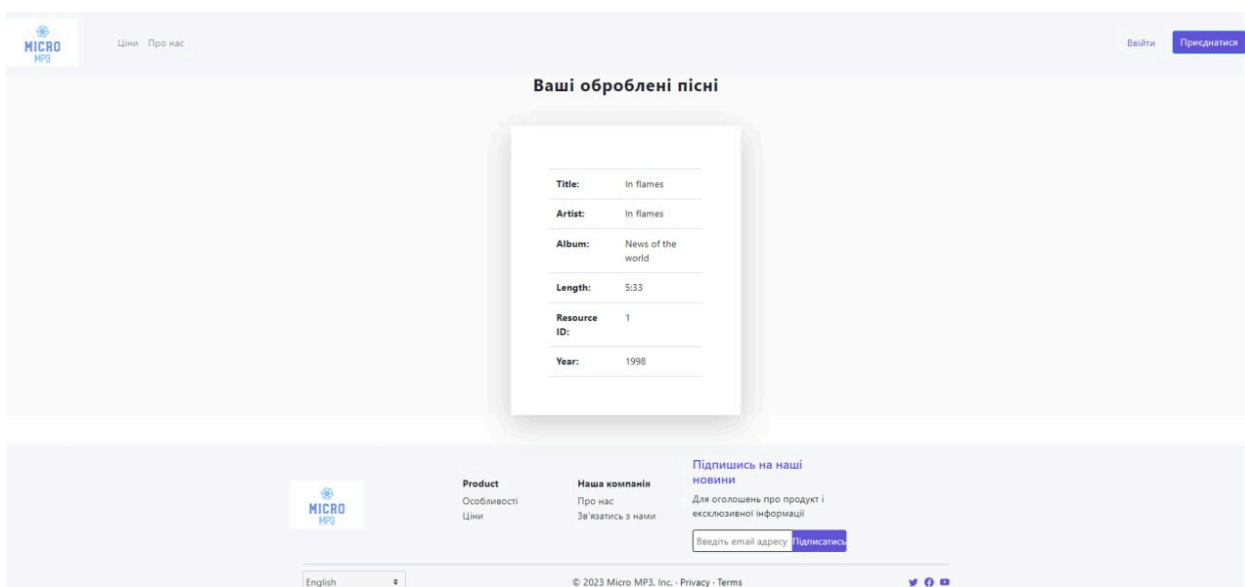 MICRO
MP3
Ціни Про нас
Ввійти Приєднатися
Ваші оброблені пісні
Title: In flames
Artist: In flames
Album: News of the
world
Length: 5:33
Resource 1
ID:
Year: 1998
MICRO
MP3
Product
Особливості
Ціни
Наша компанія
Про нас
Зв'язатись з нами
Підпишись на наші
новини
Для оголошень про продукт і
ексклюзивної інформації
Введіть email адресу Підписатись
English
© 2023 Micro MP3, Inc. · Privacy · Terms